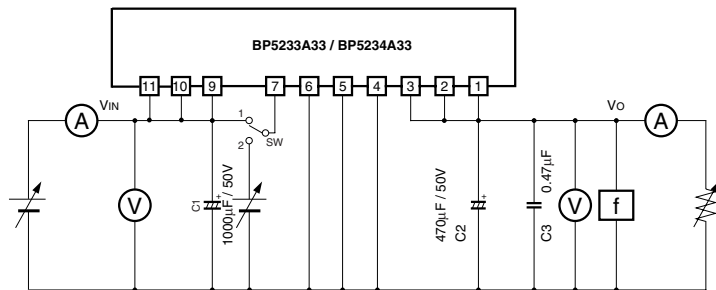 BP5233A33 / BP5234A33
11 10 9 7 6 5 4 3 2 1
A
VIN
1
SW
2
VO
A
V
C1
1000μF / 50V
470μF / 50V
C2
0.47μF
C3
V
f